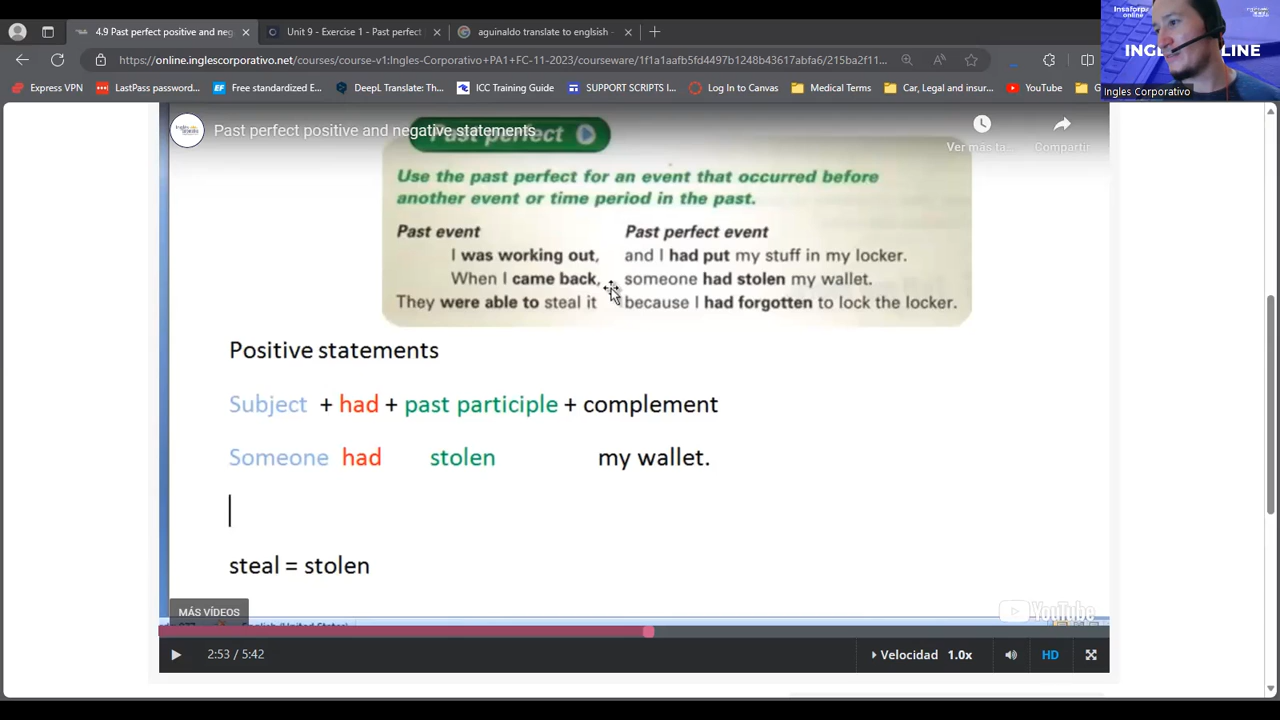 4.9 Past perfect positive and neg
Unit 9 - Exercise 1 - Past perfect
aguinaldo translate to englsish -
https://online.inglescorporativo.net/courses/course-v1:Ingles-Corporativo+PA1+FC-11-2023/courseware/1f1a1aafb5fd4497b1248b43617abfa6/215ba2f11...
Express VPN
LastPass password...
Free standardized E...
DeepL Translate: Th...
ICC Training Guide
SUPPORT SCRIPTS I...
Log In to Canvas
Medical Terms
Car, Legal and insur...
YouTube
INGL
LINE
Ingles Corporativo
Past perfect positive and negative statements
Past perfect
Ver más ta...
Compartir
Use the past perfect for an event that occurred before
another event or time period in the past.
Past event Past perfect event
I was working out, and I had put my stuff in my locker.
When I came back, someone had stolen my wallet.
They were able to steal it because I had forgotten to lock the locker.
Positive statements
Subject + had + past participle + complement
Someone had stolen my wallet.
steal = stolen
MÁS VÍDEOS
YouTube
English (United States)
2:53 / 5:42
Velocidad 1.0x
HD